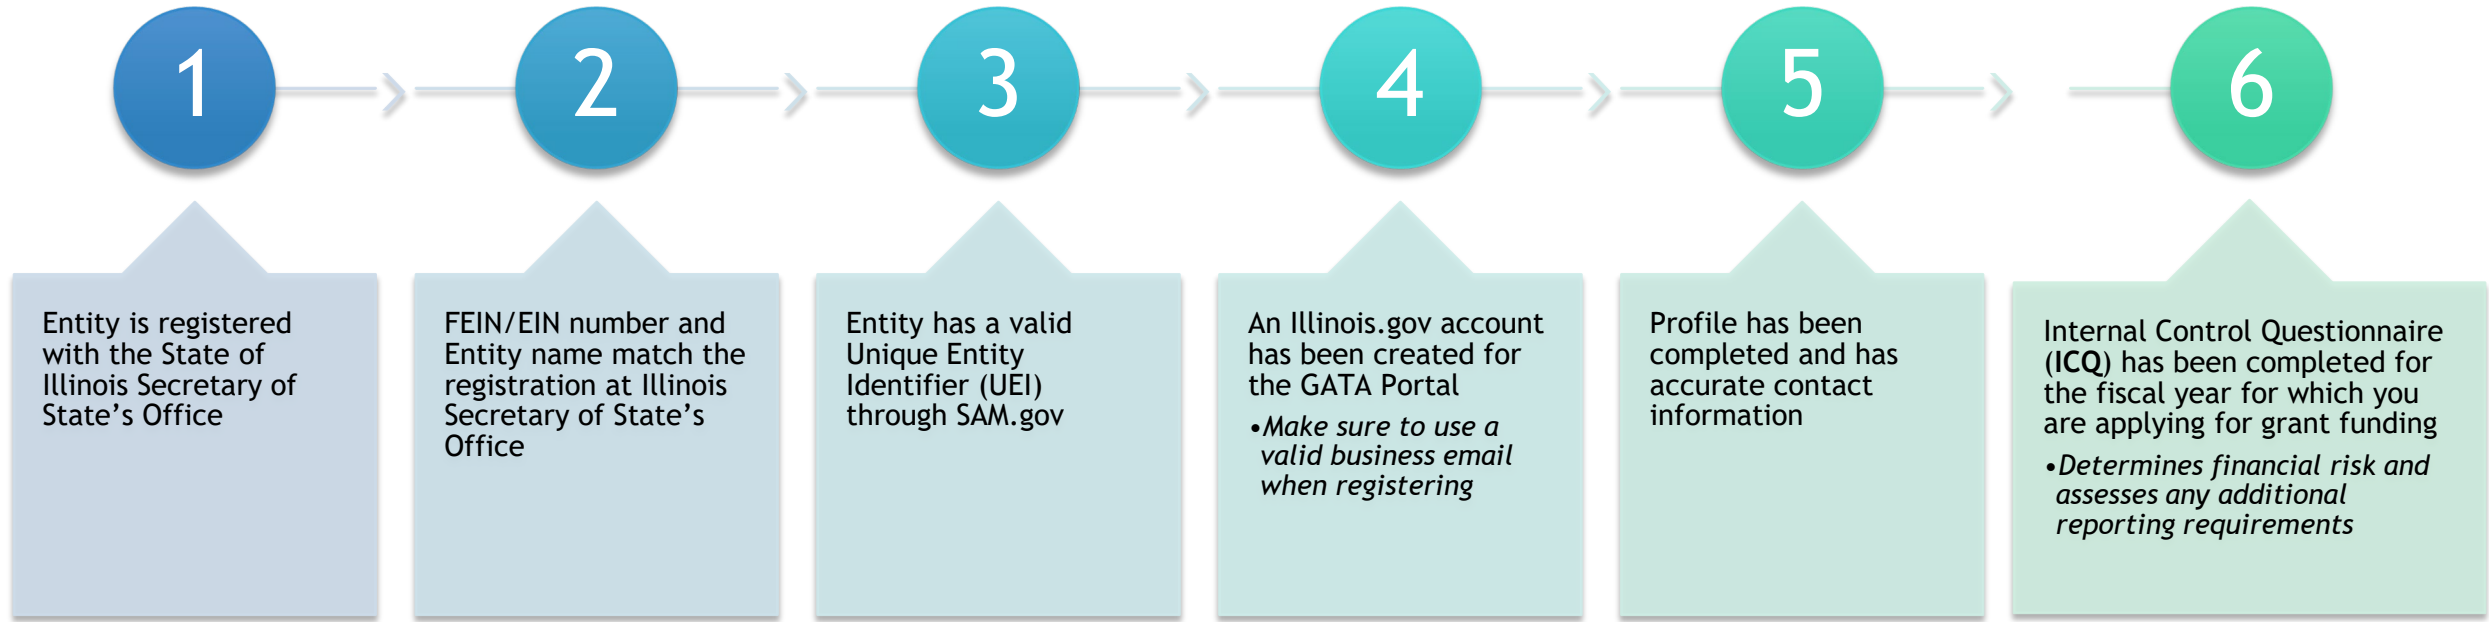 1
Entity is registered
with the State of
Illinois Secretary of
State’s Office
2
FEIN/EIN number and
Entity name match the
registration at Illinois
Secretary of State’s
Office
3
Entity has a valid
Unique Entity
Identifier (UEI)
through SAM.gov
4
An Illinois.gov account
has been created for
the GATA Portal
•Make sure to use a
valid business email
when registering
5
Profile has been
completed and has
accurate contact
information
6
Internal Control Questionnaire
(ICQ) has been completed for
the fiscal year for which you
are applying for grant funding
•Determines financial risk and
assesses any additional
reporting requirements